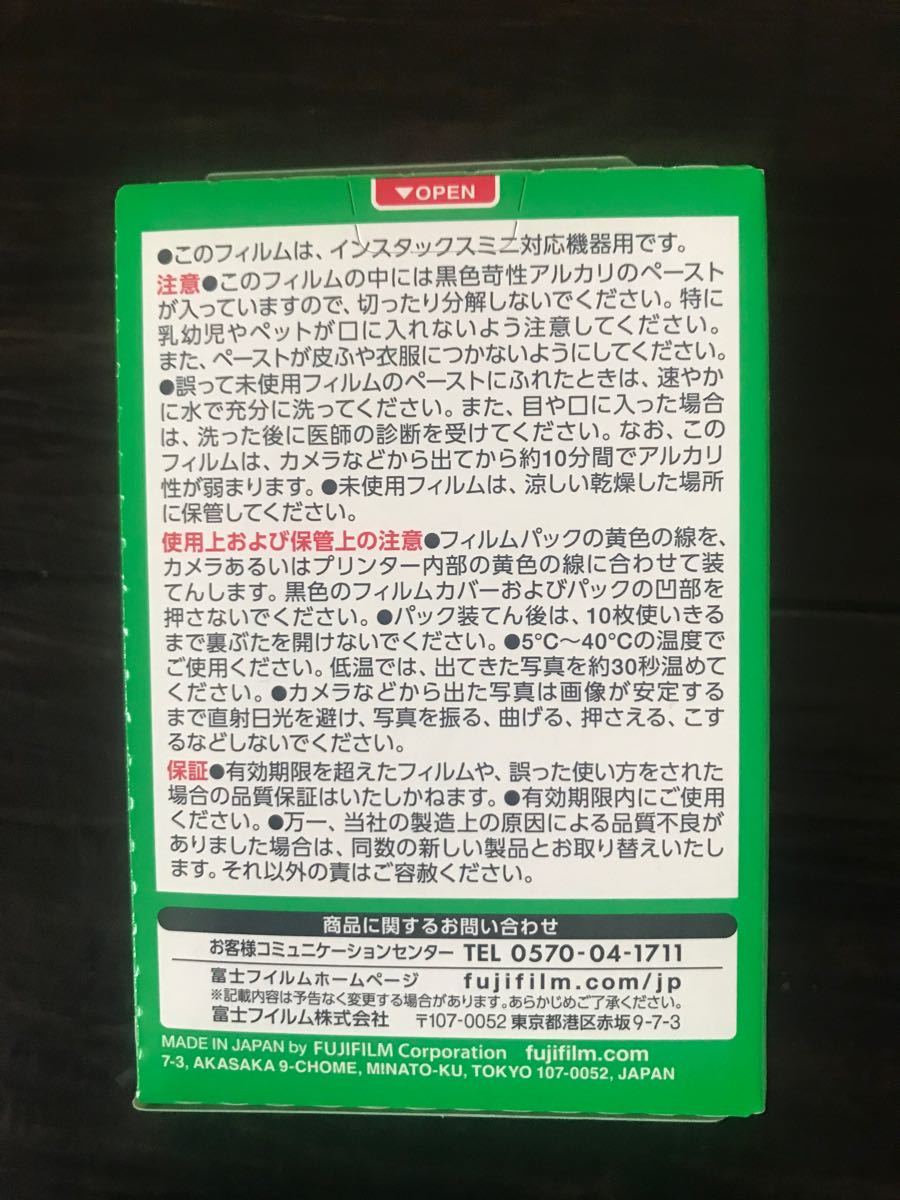 ▼OPEN
●このフィルムは、インスタックスミニ対応機器用です。
注意●このフィルムの中には黒色苛性アルカリのペースト
が入っていますので、切ったり分解しないでください。特に
乳幼児やペットが口に入れないよう注意してください。
また、ペーストが皮ふや衣服につかないようにしてください。
●誤って未使用フィルムのペーストにふれたときは、速やか
に水で充分に洗ってください。また、目や口に入った場合
は、洗った後に医師の診断を受けてください。なお、この
フィルムは、カメラなどから出てから約10分間でアルカリ
性が弱まります。●未使用フィルムは、涼しい乾燥した場所
に保管してください。
使用上および保管上の注意●フィルムパックの黄色の線を、
カメラあるいはプリンター内部の黄色の線に合わせて装
てんします。黒色のフィルムカバーおよびパックの凹部を
押さないでください。●パック装てん後は、10枚使いきる
まで裏ぶたを開けないでください。●5°C～40°Cの温度で
ご使用ください。低温では、出てきた写真を約30秒温めて
ください。●カメラなどから出た写真は画像が安定する
まで直射日光を避け、写真を振る、曲げる、押さえる、こす
るなどしないでください。
保証●有効期限を超えたフィルムや、誤った使い方をされた
場合の品質保証はいたしかねます。●有効期限内にご使用
ください。●万一、当社の製造上の原因による品質不良が
ありました場合は、同数の新しい製品とお取り替えいたし
ます。それ以外の責はご容赦ください。
商品に関するお問い合わせ
お客様コミュニケーションセンター TEL 0570-04-1711
富士フイルムホームページ fujifilm.com/jp
※記載内容は予告なく変更する場合があります。あらかじめご了承ください。
富士フイルム株式会社 〒107-0052 東京都港区赤坂9-7-3
MADE IN JAPAN by FUJIFILM Corporation fujifilm.com
7-3, AKASAKA 9-CHOME, MINATO-KU, TOKYO 107-0052, JAPAN